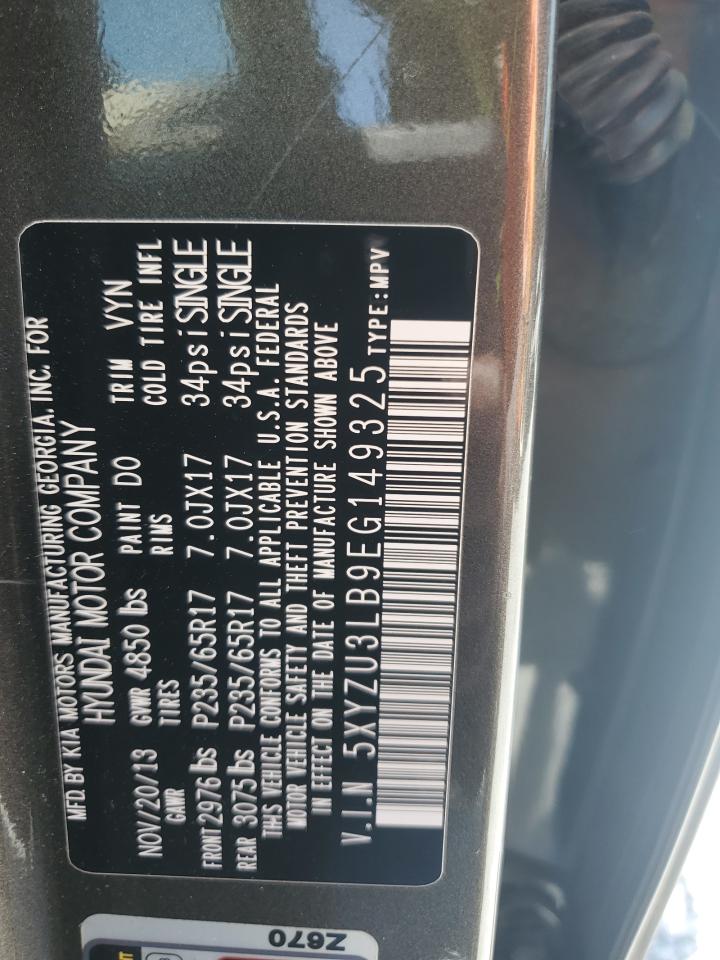 MFD. BY KIA MOTORS MANUFACTURING GEORGIA. INC. FOR
HYUNDAI MOTOR COMPANY
NOV/20/13 GVWR 4850 lbs PAINT D0 TRIM VYN
GAWR TIRES RIMS COLD TIRE INFL
FRONT 2976 lbs P235/65R17 7.0JX17 34psi SINGLE
REAR 3075 lbs P235/65R17 7.0JX17 34psi SINGLE
THIS VEHICLE CONFORMS TO ALL APPLICABLE U.S.A. FEDERAL
MOTOR VEHICLE SAFETY AND THEFT PREVENTION STANDARDS
IN EFFECT ON THE DATE OF MANUFACTURE SHOWN ABOVE
V.I.N 5XYZU3LB9EG149325 TYPE:MPV
Z670